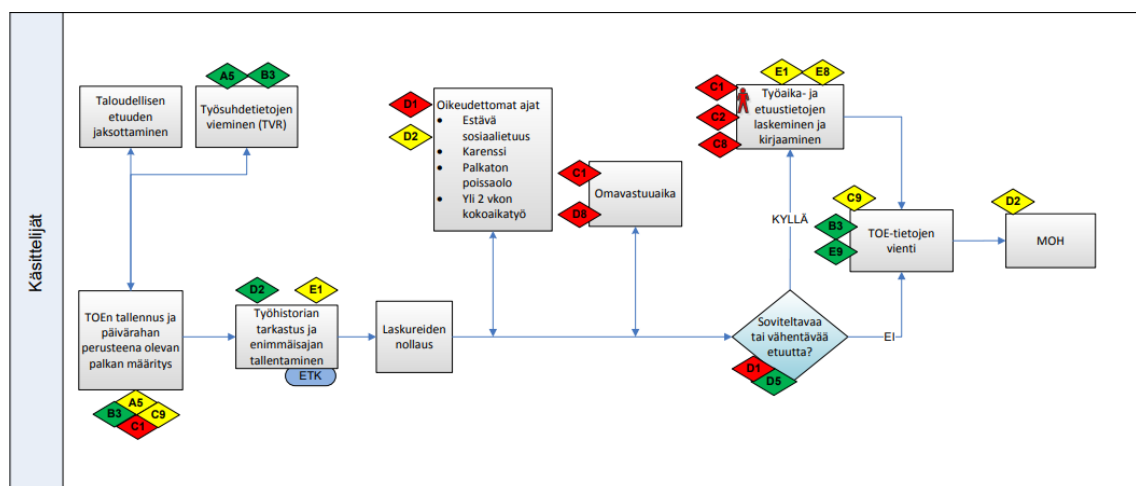 Käsittelijät
Taloudellisen
etuuden
jaksottaminen
A5
B3
Työsuhdetietojen
vieminen (TVR)
TOEn tallennus ja
päivärahan
perusteena olevan
palkan määritys
A5
B3
C9
C1
D2
E1
Työhistorian
tarkastus ja
enimmäisajan
tallentaminen
ETK
Laskureiden
nollaus
D1
D2
Oikeudettomat ajat
• Estävä
sosiaalietuus
• Karenssi
• Palkaton
poissaolo
• Yli 2 vkon
kokoaikatyö
C1
D8
Omavastuuaika
E1
E8
C1
C2
C8
Työaika- ja
etuustietojen
laskeminen ja
kirjaaminen
KYLLÄ
Soviteltavaa
tai vähentävää
etuutta?
D1
D5
EI
C9
B3
E9
TOE-tietojen
vienti
D2
MOH